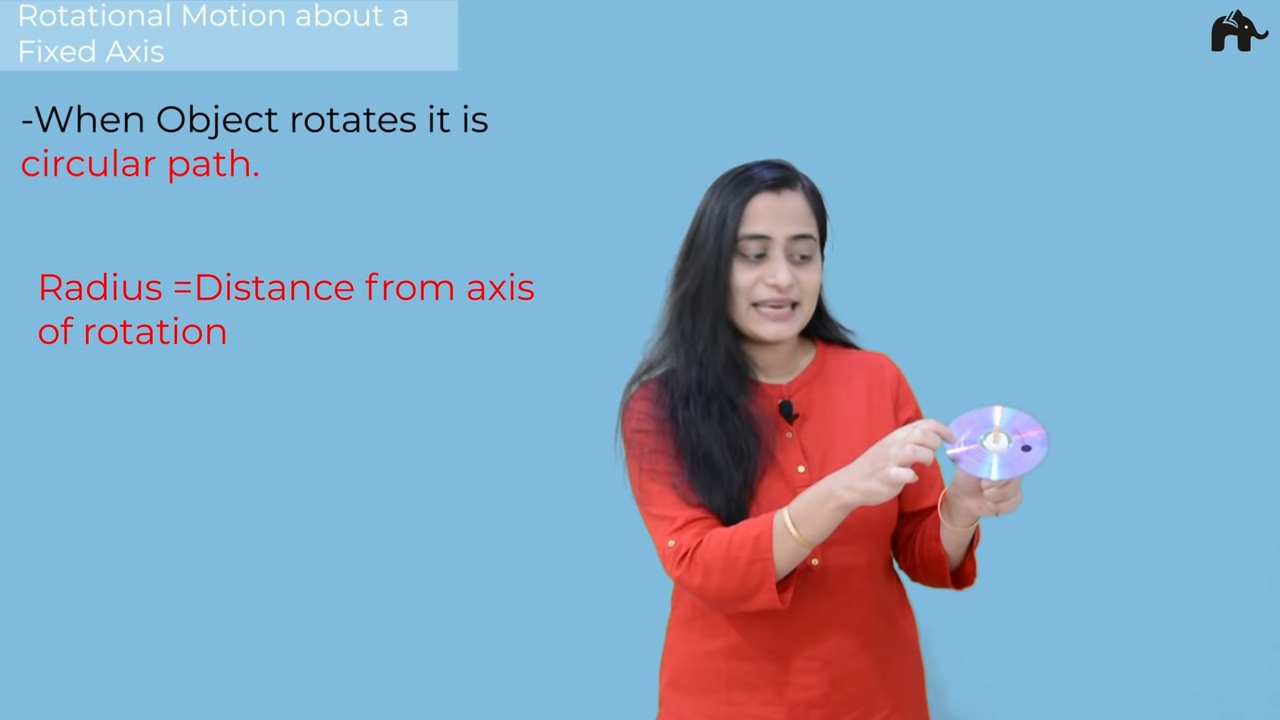 Rotational Motion about a
Fixed Axis
-When Object rotates it is
circular path.
Radius =Distance from axis
of rotation